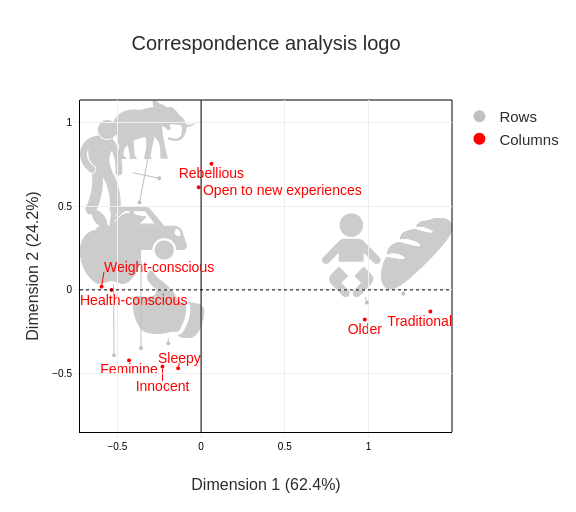 Correspondence analysis logo
Rows
Columns
1
Rebellious
Open to new experiences
0.5
Weight-conscious
0
Health-conscious
Traditional
Older
Sleepy
Feminine
−0.5
Innocent
−0.5
0
0.5
1
Dimension 1 (62.4%)
Dimension 2 (24.2%)